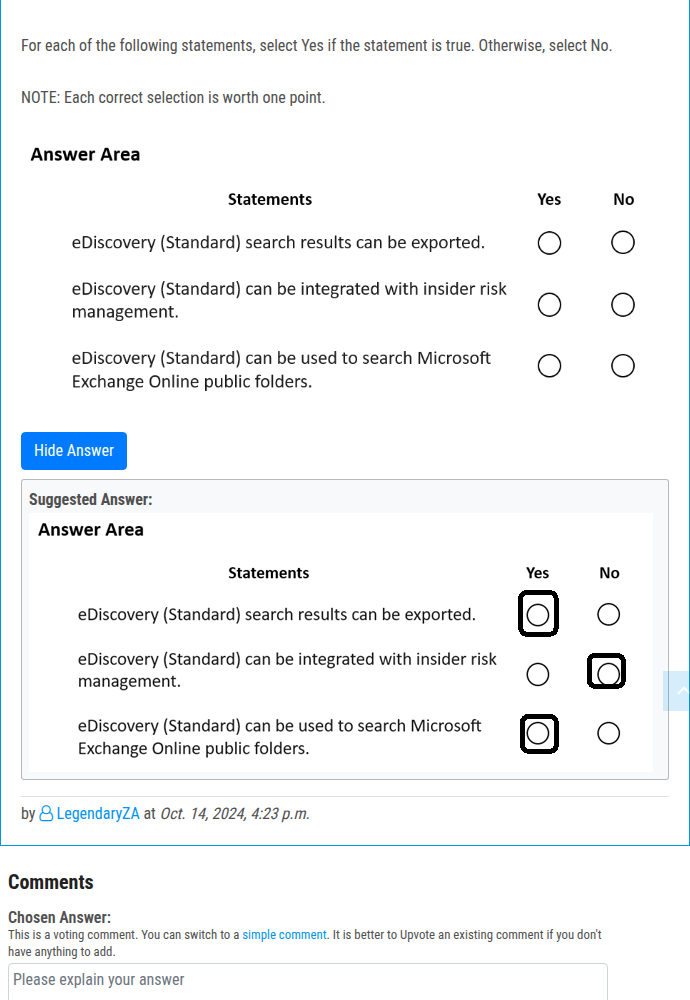 For each of the following statements, select Yes if the statement is true. Otherwise, select No.
NOTE: Each correct selection is worth one point.
Answer Area
Statements Yes No
eDiscovery (Standard) search results can be exported.
eDiscovery (Standard) can be integrated with insider risk
management.
eDiscovery (Standard) can be used to search Microsoft
Exchange Online public folders.
Hide Answer
Suggested Answer:
Answer Area
Statements Yes No
eDiscovery (Standard) search results can be exported.
eDiscovery (Standard) can be integrated with insider risk
management.
eDiscovery (Standard) can be used to search Microsoft
Exchange Online public folders.
by LegendaryZA at Oct. 14, 2024, 4:23 p.m.
Comments
Chosen Answer:
This is a voting comment. You can switch to a simple comment. It is better to Upvote an existing comment if you don't
have anything to add.
Please explain your answer